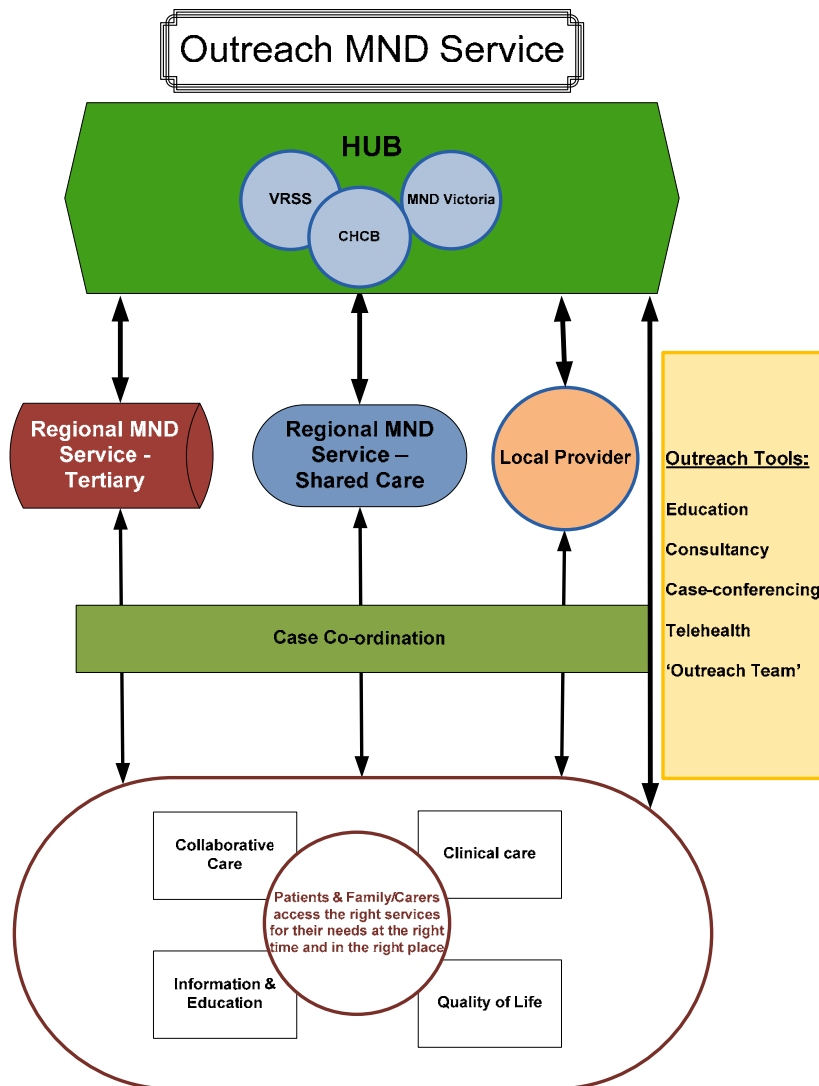 Outreach MND Service
HUB
VRSS
MND Victoria
CHCB
Regional MND
Service -
Tertiary
Regional MND
Service –
Shared Care
Local Provider
Outreach Tools:
Education
Consultancy
Case-conferencing
Telehealth
‘Outreach Team’
Case Co-ordination
Collaborative
Care
Clinical care
Patients & Family/Carers
access the right services
for their needs at the right
time and in the right place
Information &
Education
Quality of Life